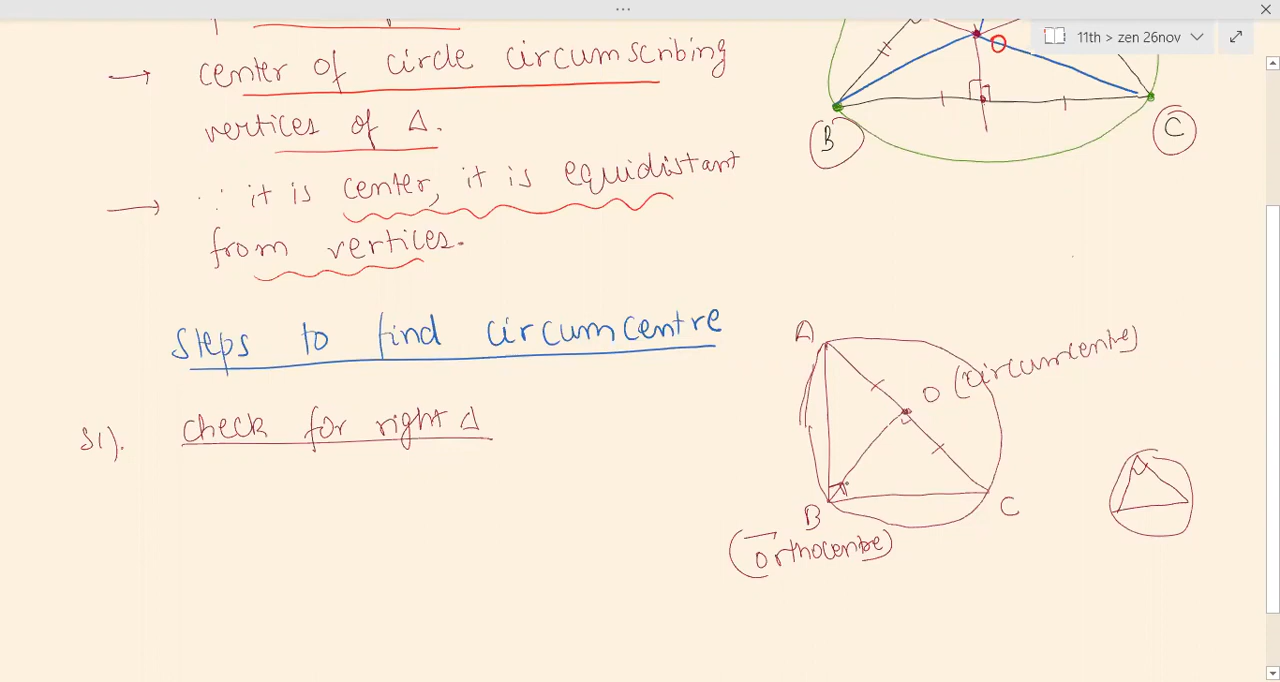 ...
11th > zen 26nov
→ center of circle circumscribing
vertices of Δ.
→ ∵ it is center, it is equidistant
from vertices.
O
B
C
Steps to find circumcentre
S1). check for right Δ
A
O (circumcentre)
B
C
(orthocentre)